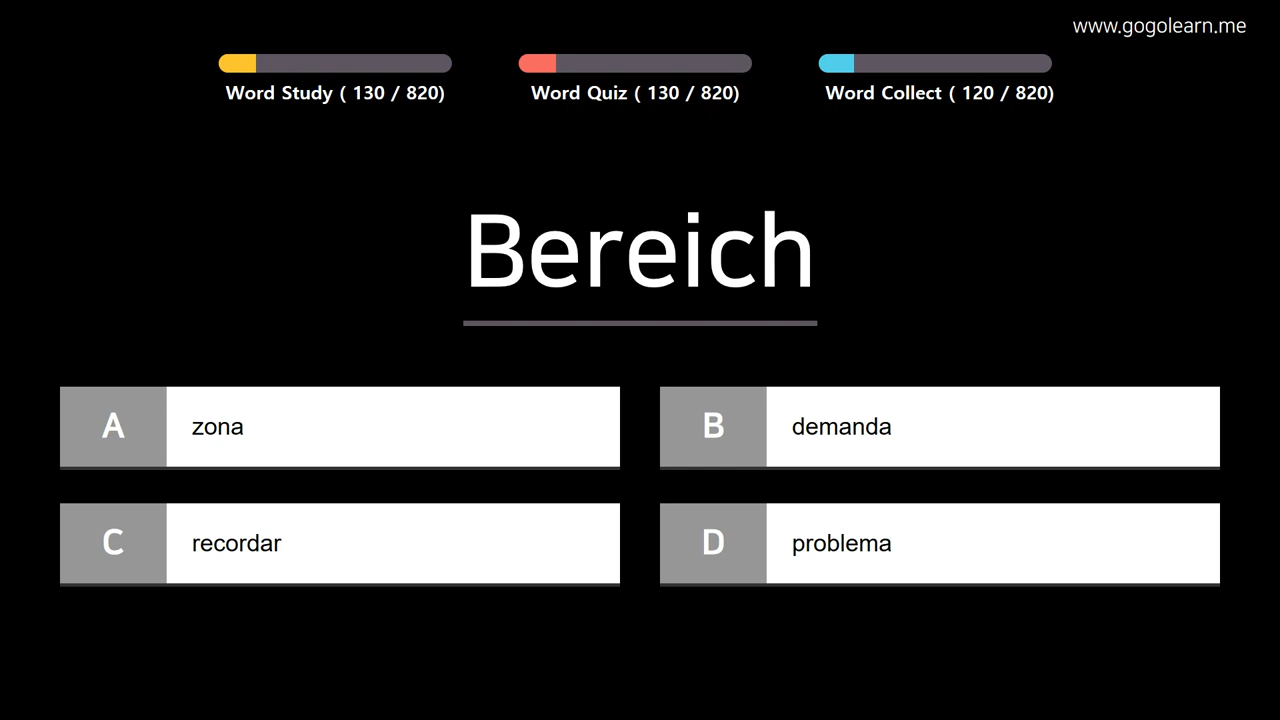 www.gogolearn.me
Word Study ( 130 / 820)
Word Quiz ( 130 / 820)
Word Collect ( 120 / 820)
Bereich
A zona
B demanda
C recordar
D problema